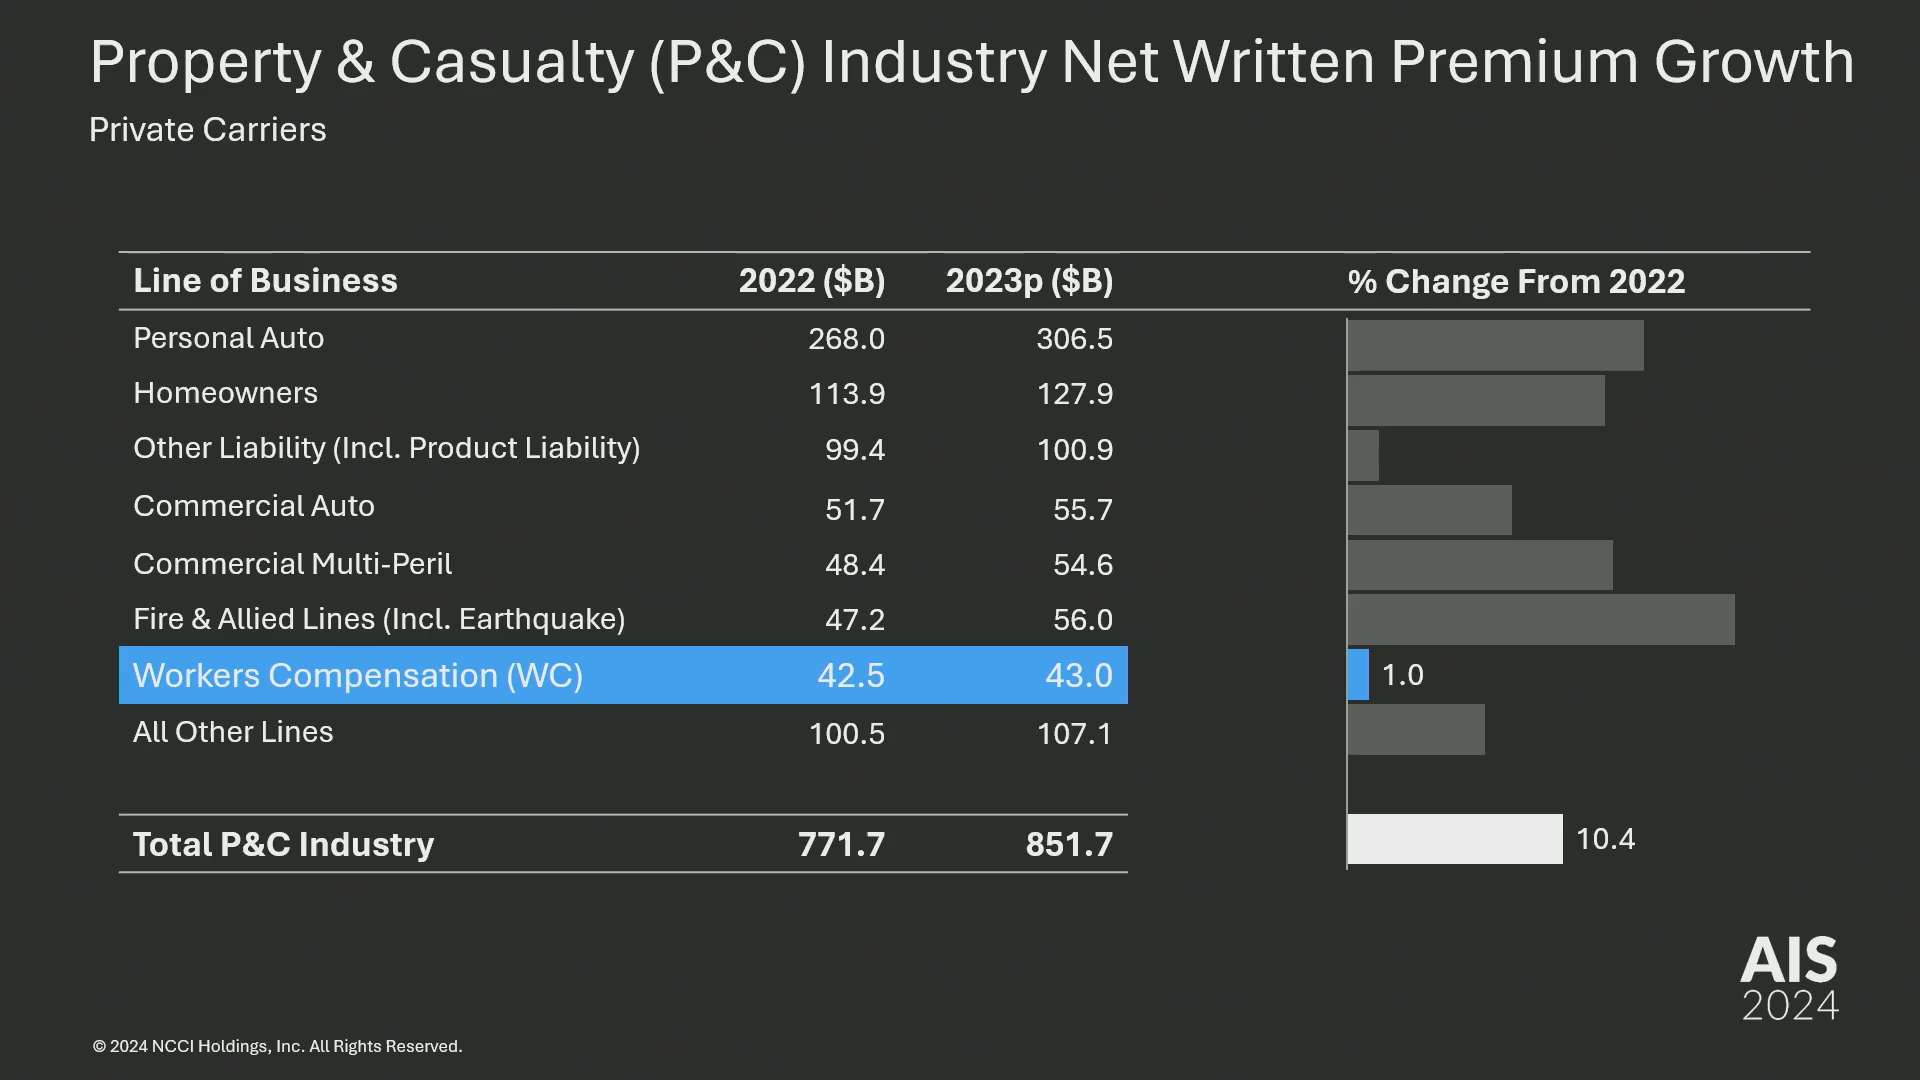 Property & Casualty (P&C) Industry Net Written Premium Growth
Private Carriers
Line of Business 2022 ($B) 2023p ($B) % Change From 2022
Personal Auto 268.0 306.5
Homeowners 113.9 127.9
Other Liability (Incl. Product Liability) 99.4 100.9
Commercial Auto 51.7 55.7
Commercial Multi-Peril 48.4 54.6
Fire & Allied Lines (Incl. Earthquake) 47.2 56.0
Workers Compensation (WC) 42.5 43.0 1.0
All Other Lines 100.5 107.1
Total P&C Industry 771.7 851.7 10.4
AIS
2024
© 2024 NCCI Holdings, Inc. All Rights Reserved.